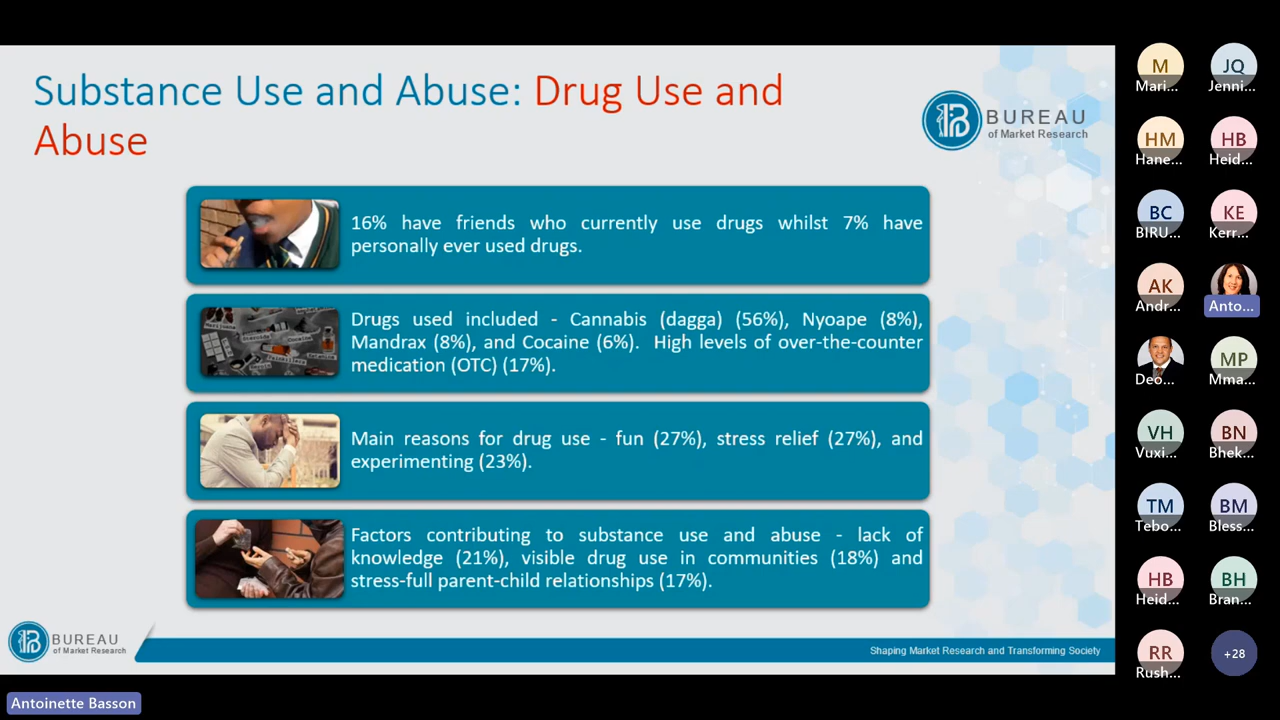 Substance Use and Abuse: Drug Use and
Abuse
BUREAU
of Market Research
16% have friends who currently use drugs whilst 7% have
personally ever used drugs.
Drugs used included - Cannabis (dagga) (56%), Nyoape (8%),
Mandrax (8%), and Cocaine (6%). High levels of over-the-counter
medication (OTC) (17%).
Main reasons for drug use - fun (27%), stress relief (27%), and
experimenting (23%).
Factors contributing to substance use and abuse - lack of
knowledge (21%), visible drug use in communities (18%) and
stress-full parent-child relationships (17%).
BUREAU
of Market Research
Shaping Market Research and Transforming Society
Antoinette Basson
M
Mari...
JQ
Jenni...
HM
Hane...
HB
Heid...
BC
BIRU...
KE
Kerr...
AK
Andr...
Anto...
Deo...
MP
Mma...
VH
Vuxi...
BN
Bhek...
TM
Tebo...
BM
Bless...
HB
Heid...
BH
Bran...
RR
Rush...
+28